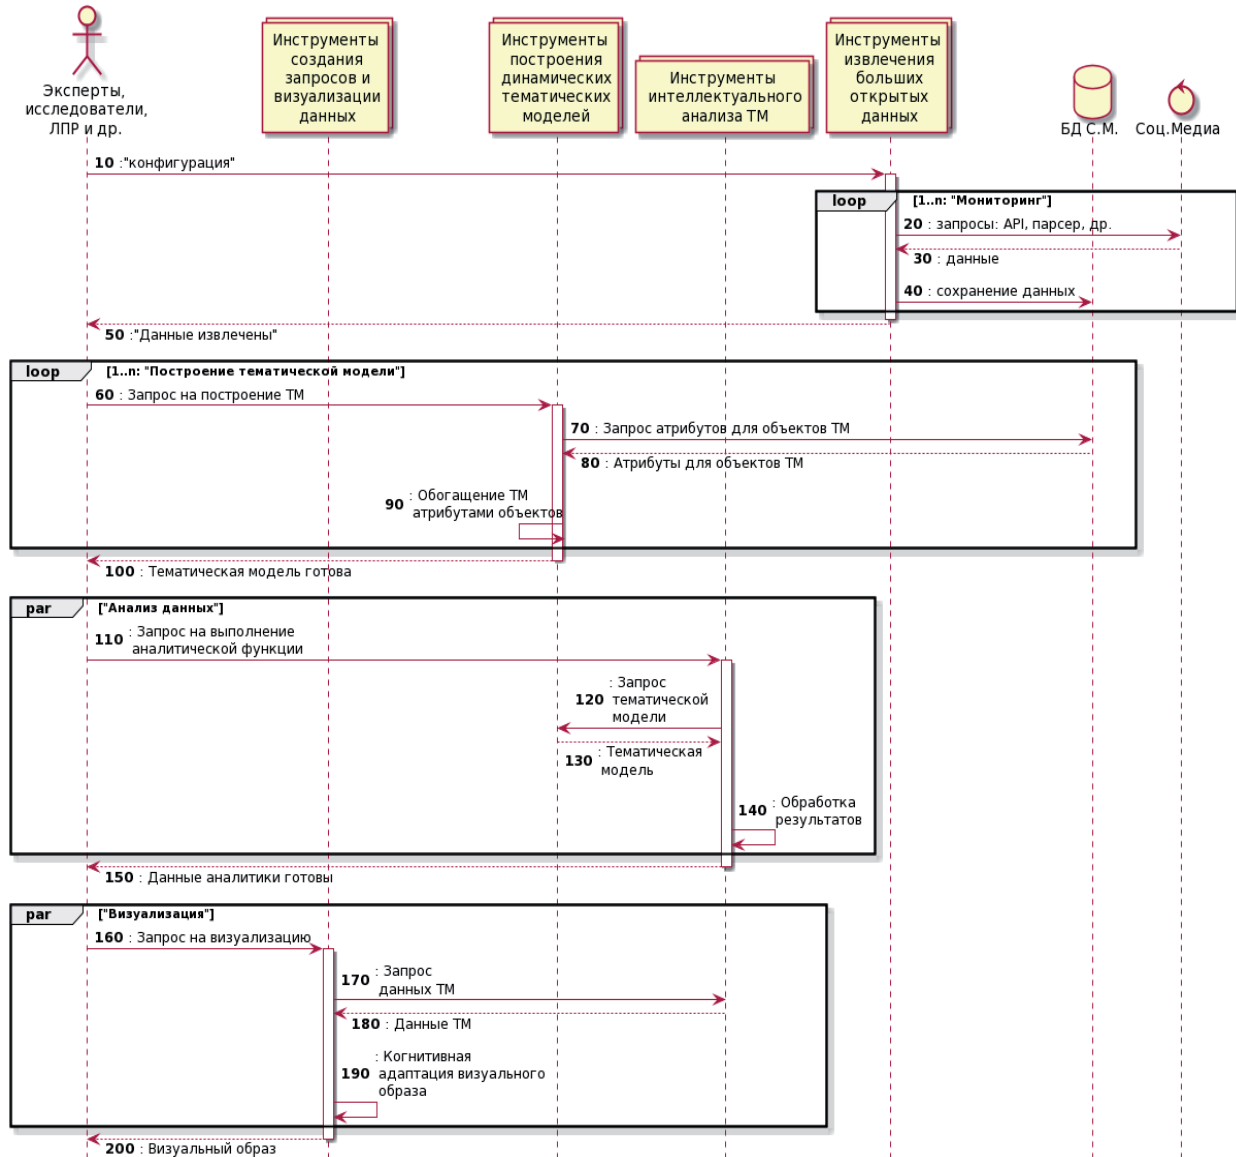 Эксперты,
исследователи,
ЛПР и др.
Инструменты
создания
запросов и
визуализации
данных
Инструменты
построения
динамических
тематических
моделей
Инструменты
интеллектуального
анализа ТМ
Инструменты
извлечения
больших
открытых
данных
БД С.М.
Соц.Медиа
10 :"конфигурация"
loop [1..n: "Мониторинг"]
20 : запросы: API, парсер, др.
30 : данные
40 : сохранение данных
50 :"Данные извлечены"
loop [1..n: "Построение тематической модели"]
60 : Запрос на построение ТМ
70 : Запрос атрибутов для объектов ТМ
80 : Атрибуты для объектов ТМ
90 : Обогащение ТМ
атрибутами объектов
100 : Тематическая модель готова
par ["Анализ данных"]
110 : Запрос на выполнение
аналитической функции
120 : Запрос
тематической
модели
130 : Тематическая
модель
140 : Обработка
результатов
150 : Данные аналитики готовы
par ["Визуализация"]
160 : Запрос на визуализацию
170 : Запрос
данных ТМ
180 : Данные ТМ
190 : Когнитивная
адаптация визуального
образа
200 : Визуальный образ